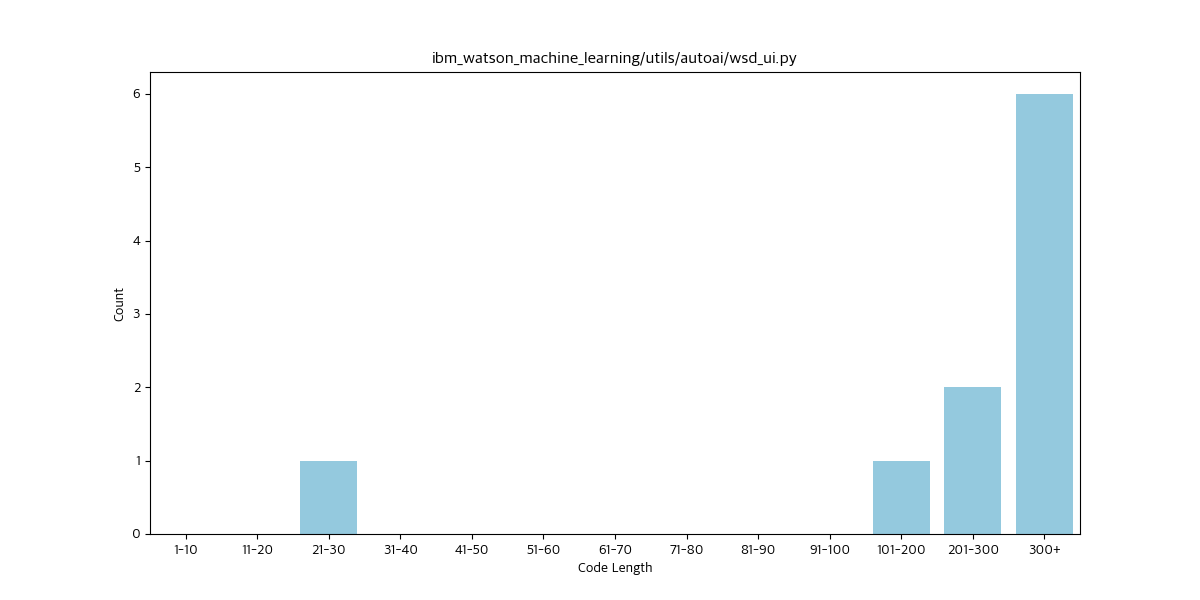 ibm_watson_machine_learning/utils/autoai/wsd_ui.py
Count
6
5
4
3
2
1
0
1-10 11-20 21-30 31-40 41-50 51-60 61-70 71-80 81-90 91-100 101-200 201-300 300+
Code Length